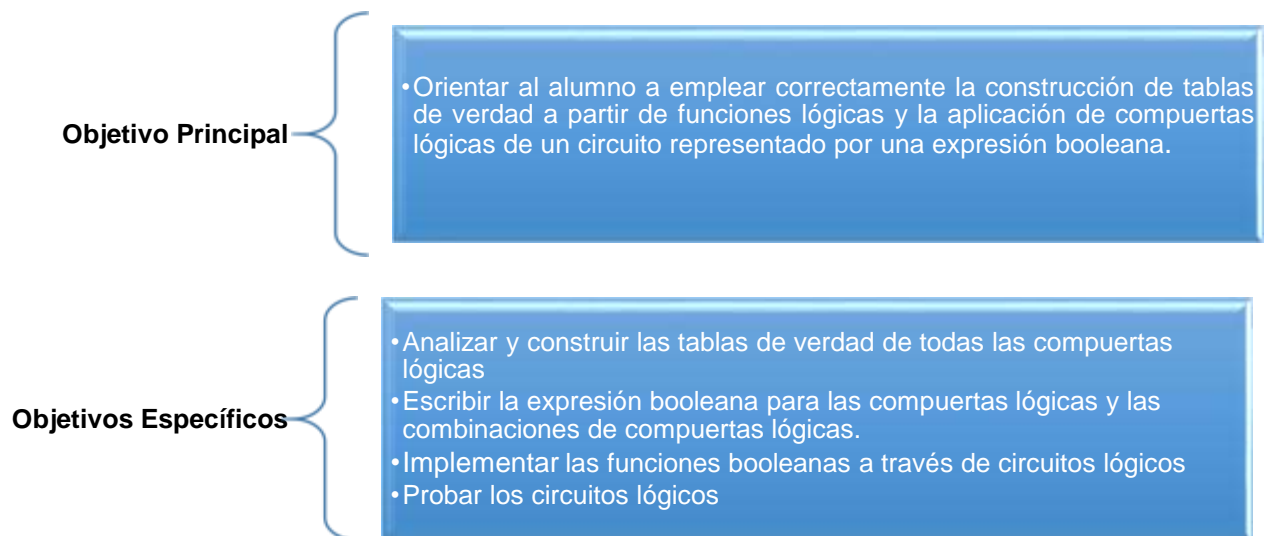 Objetivo Principal
•Orientar al alumno a emplear correctamente la construcción de tablas
de verdad a partir de funciones lógicas y la aplicación de compuertas
lógicas de un circuito representado por una expresión booleana.
Objetivos Específicos
•Analizar y construir las tablas de verdad de todas las compuertas
lógicas
•Escribir la expresión booleana para las compuertas lógicas y las
combinaciones de compuertas lógicas.
•Implementar las funciones booleanas a través de circuitos lógicos
•Probar los circuitos lógicos